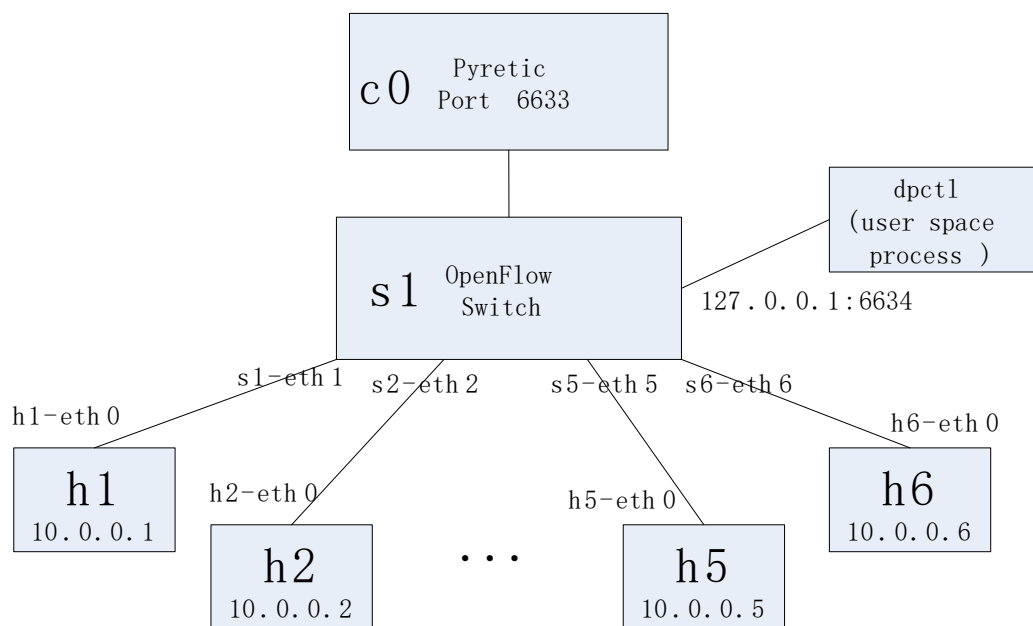 c0
Pyretic
Port 6633
dpctl
(user space
process )
s1
OpenFlow
Switch
127.0.0.1:6634
s1-eth1
s2-eth2
s5-eth5
s6-eth6
h1-eth0
h6-eth0
h2-eth0
h5-eth0
h1
10.0.0.1
h2
10.0.0.2
...
h5
10.0.0.5
h6
10.0.0.6